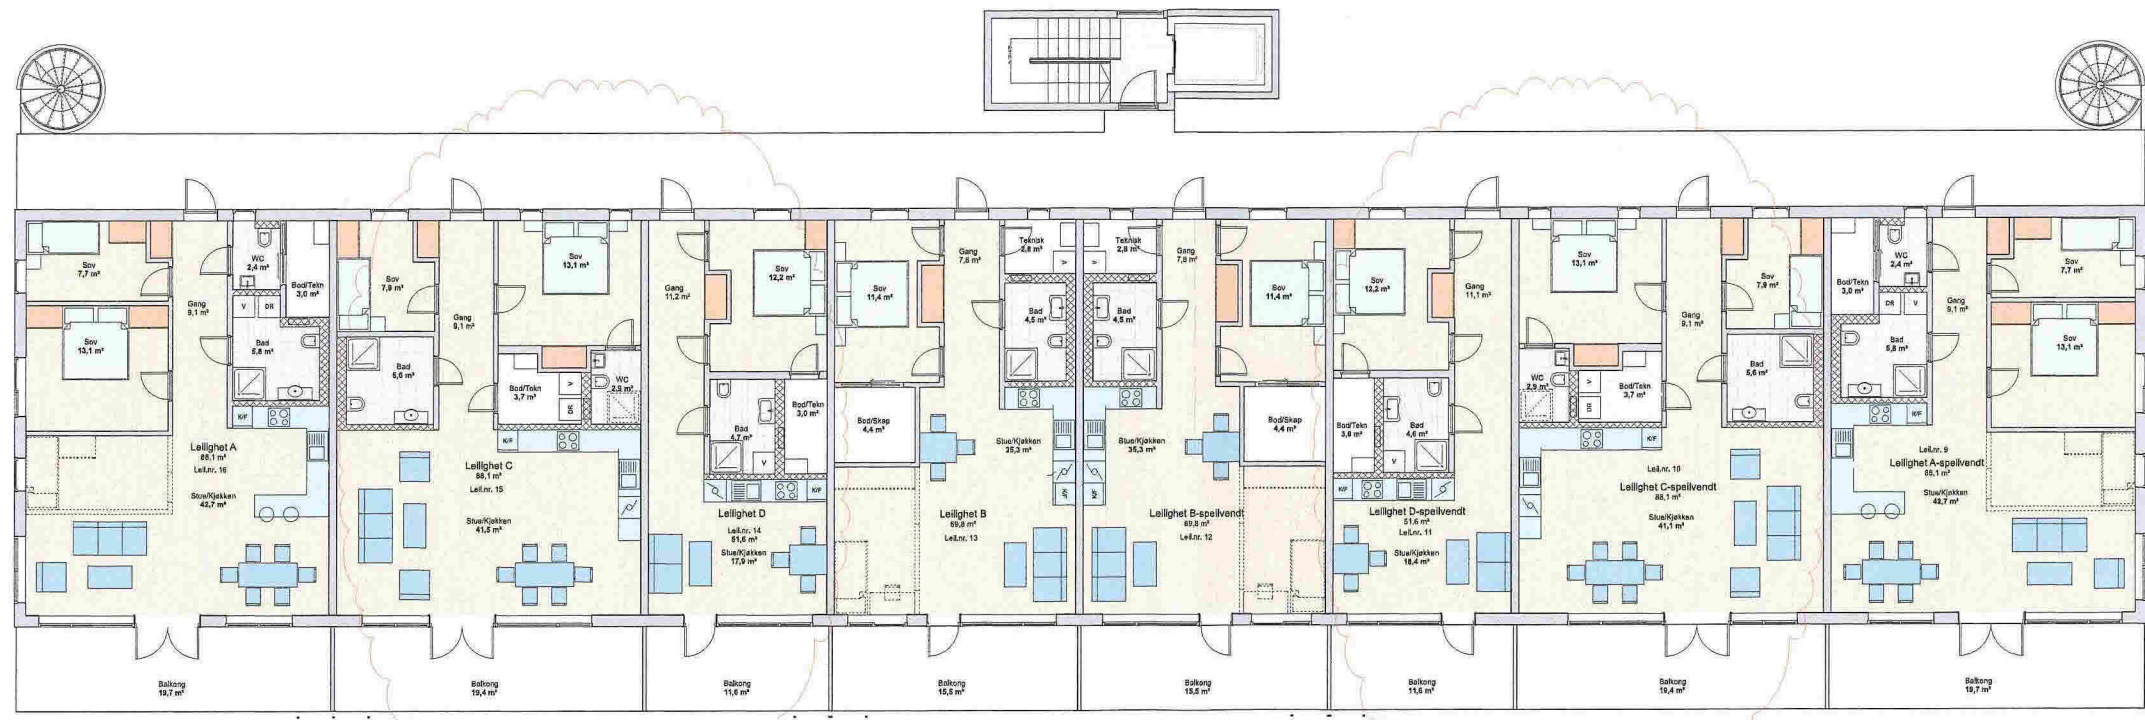 Sov
7,7 m²
WC
2,4 m²
Bod/Tekn
3,0 m²
Gang
9,1 m²
V
DR
Sov
13,1 m²
Bad
5,8 m²
K/F
Leilighet A
86,1 m²
Leil.nr. 16
Stue/Kjøkken
42,7 m²
Balkong
19,7 m²
Sov
7,9 m²
Gang
9,1 m²
Sov
13,1 m²
Bad
Bod/Tekn
3,7 m²
V
DR
WC
2,9 m²
K/F
Leilighet C
86,1 m²
Leil.nr. 15
Stue/Kjøkken
41,5 m²
Balkong
19,4 m²
Gang
11,2 m²
Sov
12,2 m²
Bad
4,7 m²
V
Bod/Tekn
3,0 m²
K/F
Leilighet D
Leil.nr. 14
51,6 m²
Stue/Kjøkken
17,9 m²
Balkong
11,6 m²
Sov
11,4 m²
Gang
7,8 m²
Teknisk
2,8 m²
V
Bad
4,5 m²
Bod/Skap
4,4 m²
Stue/Kjøkken
35,3 m²
K/F
Leilighet B
69,8 m²
Leil.nr. 13
Balkong
15,5 m²
Teknisk
2,8 m²
V
Gang
7,8 m²
Sov
11,4 m²
Bad
4,5 m²
Stue/Kjøkken
35,3 m²
Bod/Skap
4,4 m²
K/F
Leilighet B-speilvendt
69,8 m²
Leil.nr. 12
Balkong
15,5 m²
Sov
12,2 m²
Gang
11,1 m²
Bod/Tekn
3,0 m²
Bad
4,6 m²
V
K/F
Leilighet D-speilvendt
51,6 m²
Leil.nr. 11
Stue/Kjøkken
18,4 m²
Balkong
11,6 m²
Sov
13,1 m²
Gang
9,1 m²
Sov
7,9 m²
WC
2,9 m²
V
DR
Bod/Tekn
3,7 m²
Bad
5,6 m²
K/F
Leil.nr. 10
Leilighet C-speilvendt
86,1 m²
Stue/Kjøkken
41,1 m²
Balkong
19,4 m²
WC
2,4 m²
Bod/Tekn
3,0 m²
Sov
7,7 m²
DR
V
Gang
9,1 m²
Bad
5,8 m²
Sov
13,1 m²
K/F
Leil.nr. 9
Leilighet A-speilvendt
86,1 m²
Stue/Kjøkken
42,7 m²
Balkong
19,7 m²